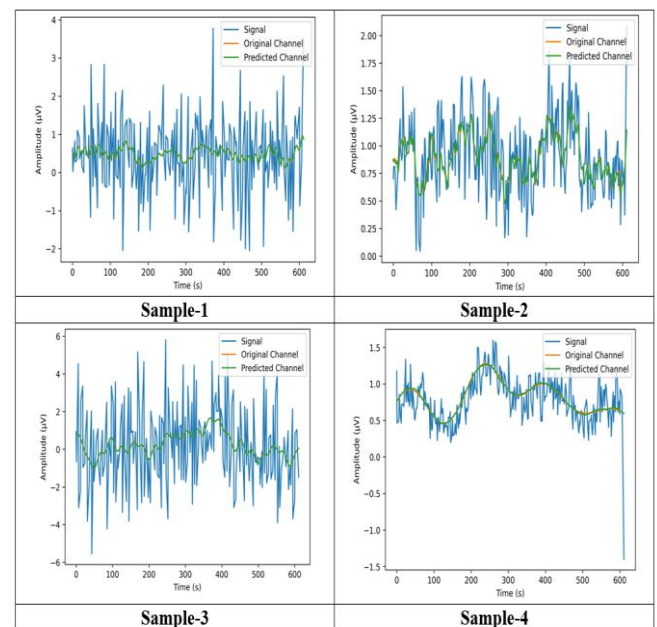 Signal
Original Channel
Predicted Channel
4
3
2
1
0
−1
−2
Amplitude (µV)
0 100 200 300 400 500 600
Time (s)
Sample-1
Signal
Original Channel
Predicted Channel
2.00
1.75
1.50
1.25
1.00
0.75
0.50
0.25
0.00
Amplitude (µV)
0 100 200 300 400 500 600
Time (s)
Sample-2
Signal
Original Channel
Predicted Channel
6
4
2
0
−2
−4
−6
Amplitude (µV)
0 100 200 300 400 500 600
Time (s)
Sample-3
Signal
Original Channel
Predicted Channel
1.5
1.0
0.5
0.0
−0.5
−1.0
−1.5
Amplitude (µV)
0 100 200 300 400 500 600
Time (s)
Sample-4